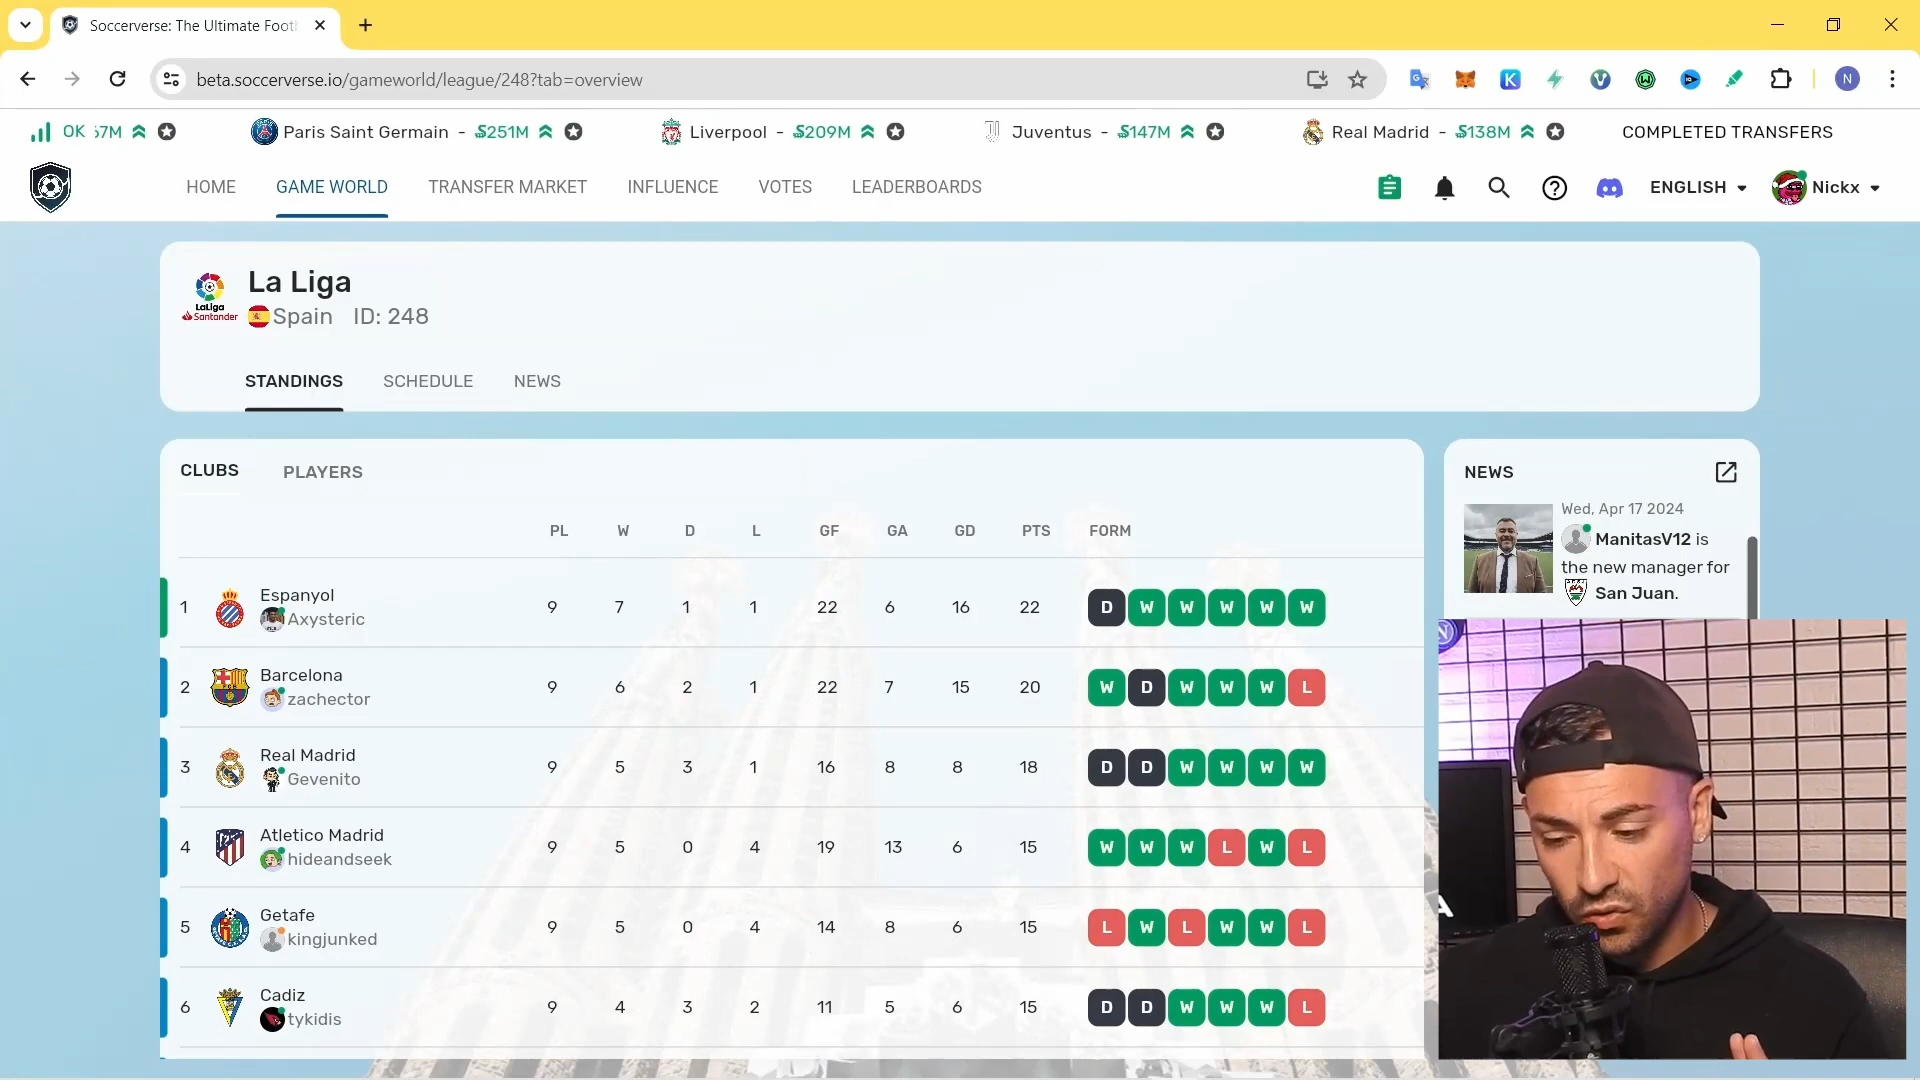 Soccerverse: The Ultimate Foot
beta.soccerverse.io/gameworld/league/248?tab=overview
N
OK 57M
Paris Saint Germain - $251M
Liverpool - $209M
Juventus - $147M
Real Madrid - $138M
COMPLETED TRANSFERS
HOME GAME WORLD TRANSFER MARKET INFLUENCE VOTES LEADERBOARDS
ENGLISH Nickx
La Liga
LaLiga
Santander
Spain ID: 248
STANDINGS SCHEDULE NEWS
CLUBS PLAYERS
PL W D L GF GA GD PTS FORM
1 Espanyol 9 7 1 1 22 6 16 22 D W W W W W
Axysteric
2 Barcelona 9 6 2 1 22 7 15 20 W D W W W L
zachector
3 Real Madrid 9 5 3 1 16 8 8 18 D D W W W W
Gevenito
4 Atletico Madrid 9 5 0 4 19 13 6 15 W W W L W L
hideandseek
5 Getafe 9 5 0 4 14 8 6 15 L W L W W L
kingjunked
6 Cadiz 9 4 3 2 11 5 6 15 D D W W W L
tykidis
NEWS
Wed, Apr 17 2024
ManitasV12 is
the new manager for
San Juan.
N
A